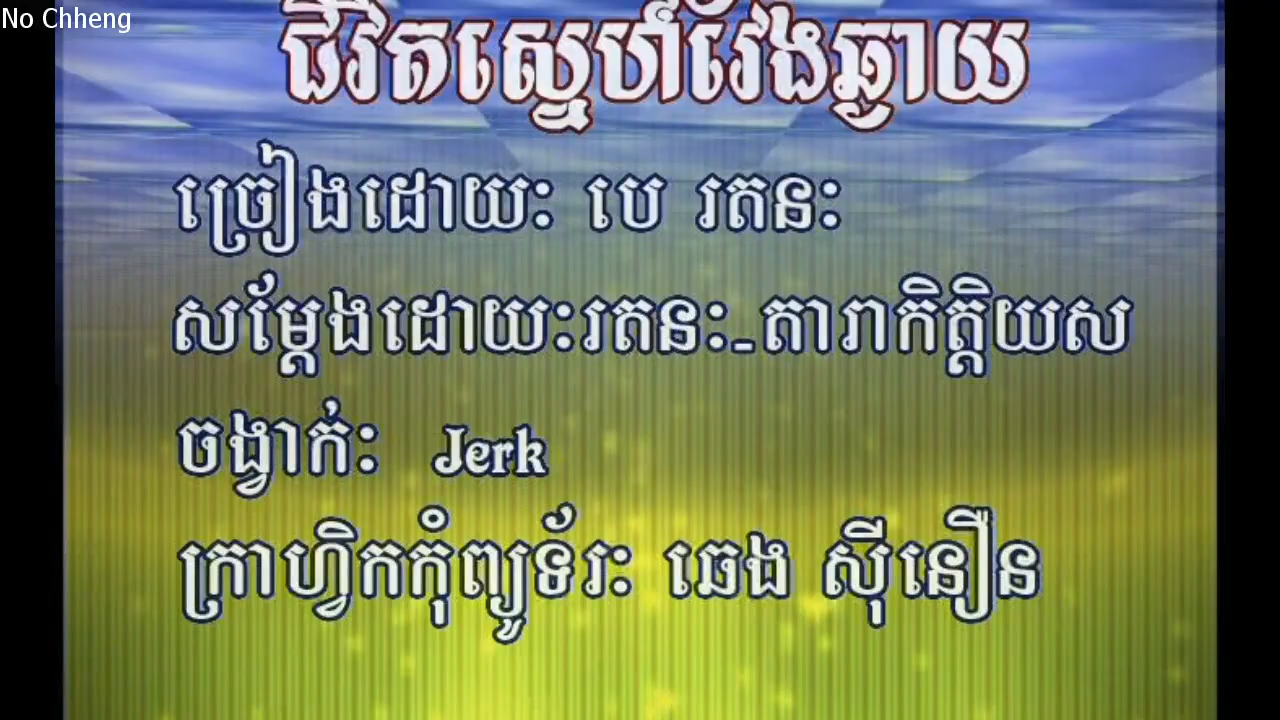 No Chheng
ជីវិតស្នេហ៍វែងឆ្ងាយ
ច្រៀងដោយៈ បេ រតនៈ
សម្ដែងដោយៈរតនៈ-តារាកិត្តិយស
ចង្វាក់ៈ Jerk
ក្រាហ្វិកកុំព្យូទ័រៈ ឆេង ស៊ីនឿន